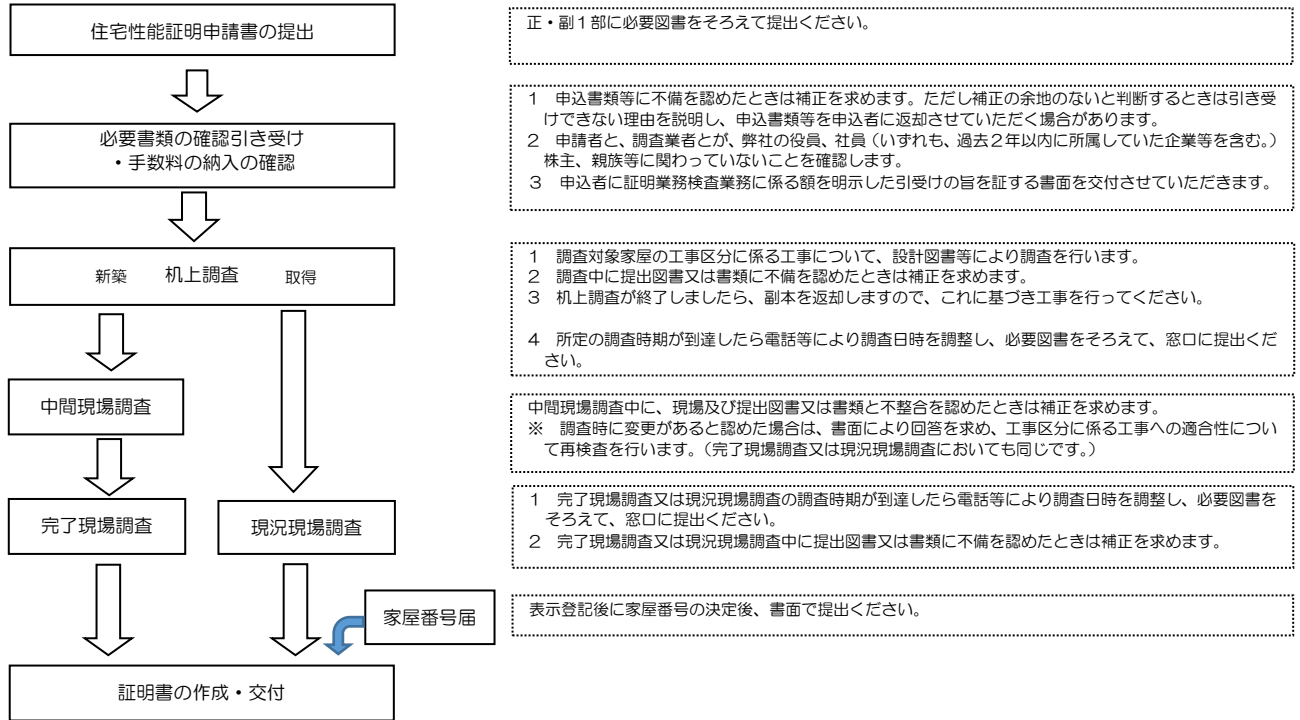 住宅性能証明申請書の提出
正・副１部に必要図書をそろえて提出ください。
必要書類の確認引き受け
・手数料の納入の確認
１　申込書類等に不備を認めたときは補正を求めます。ただし補正の余地のないと判断するときは引き受
けできない理由を説明し、申込書類等を申込者に返却させていただく場合があります。
２　申請者と、調査業者とが、弊社の役員、社員（いずれも、過去２年以内に所属していた企業等を含む。）
株主、親族等に関わっていないことを確認します。
３　申込者に証明業務検査業務に係る額を明示した引受けの旨を証する書面を交付させていただきます。
新築　机上調査　取得
１　調査対象家屋の工事区分に係る工事について、設計図書等により調査を行います。
２　調査中に提出図書又は書類に不備を認めたときは補正を求めます。
３　机上調査が終了しましたら、副本を返却しますので、これに基づき工事を行ってください。
４　所定の調査時期が到達したら電話等により調査日時を調整し、必要図書をそろえて、窓口に提出くだ
さい。
中間現場調査
中間現場調査中に、現場及び提出図書又は書類と不整合を認めたときは補正を求めます。
※　調査時に変更があると認めた場合は、書面により回答を求め、工事区分に係る工事への適合性につい
て再検査を行います。（完了現場調査又は現況現場調査においても同じです。）
完了現場調査
現況現場調査
１　完了現場調査又は現況現場調査の調査時期が到達したら電話等により調査日時を調整し、必要図書を
そろえて、窓口に提出ください。
２　完了現場調査又は現況現場調査中に提出図書又は書類に不備を認めたときは補正を求めます。
家屋番号届
表示登記後に家屋番号の決定後、書面で提出ください。
証明書の作成・交付